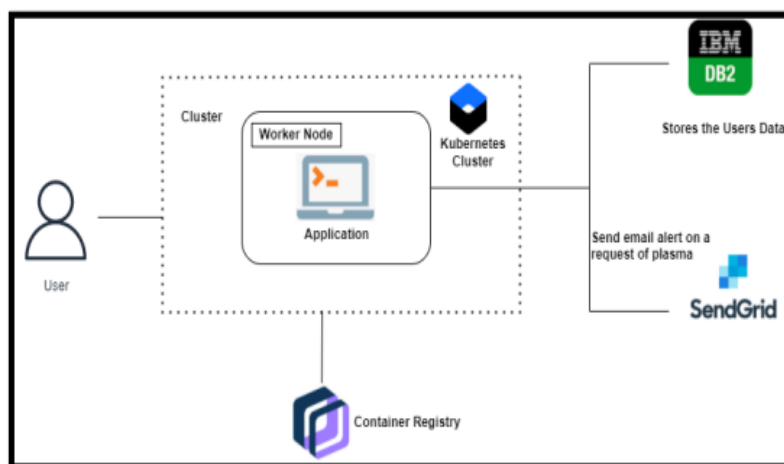 IBM
DB2
Stores the Users Data
Cluster
Worker Node
Kubernetes
Cluster
Application
User
Send email alert on a
request of plasma
SendGrid
Container Registry